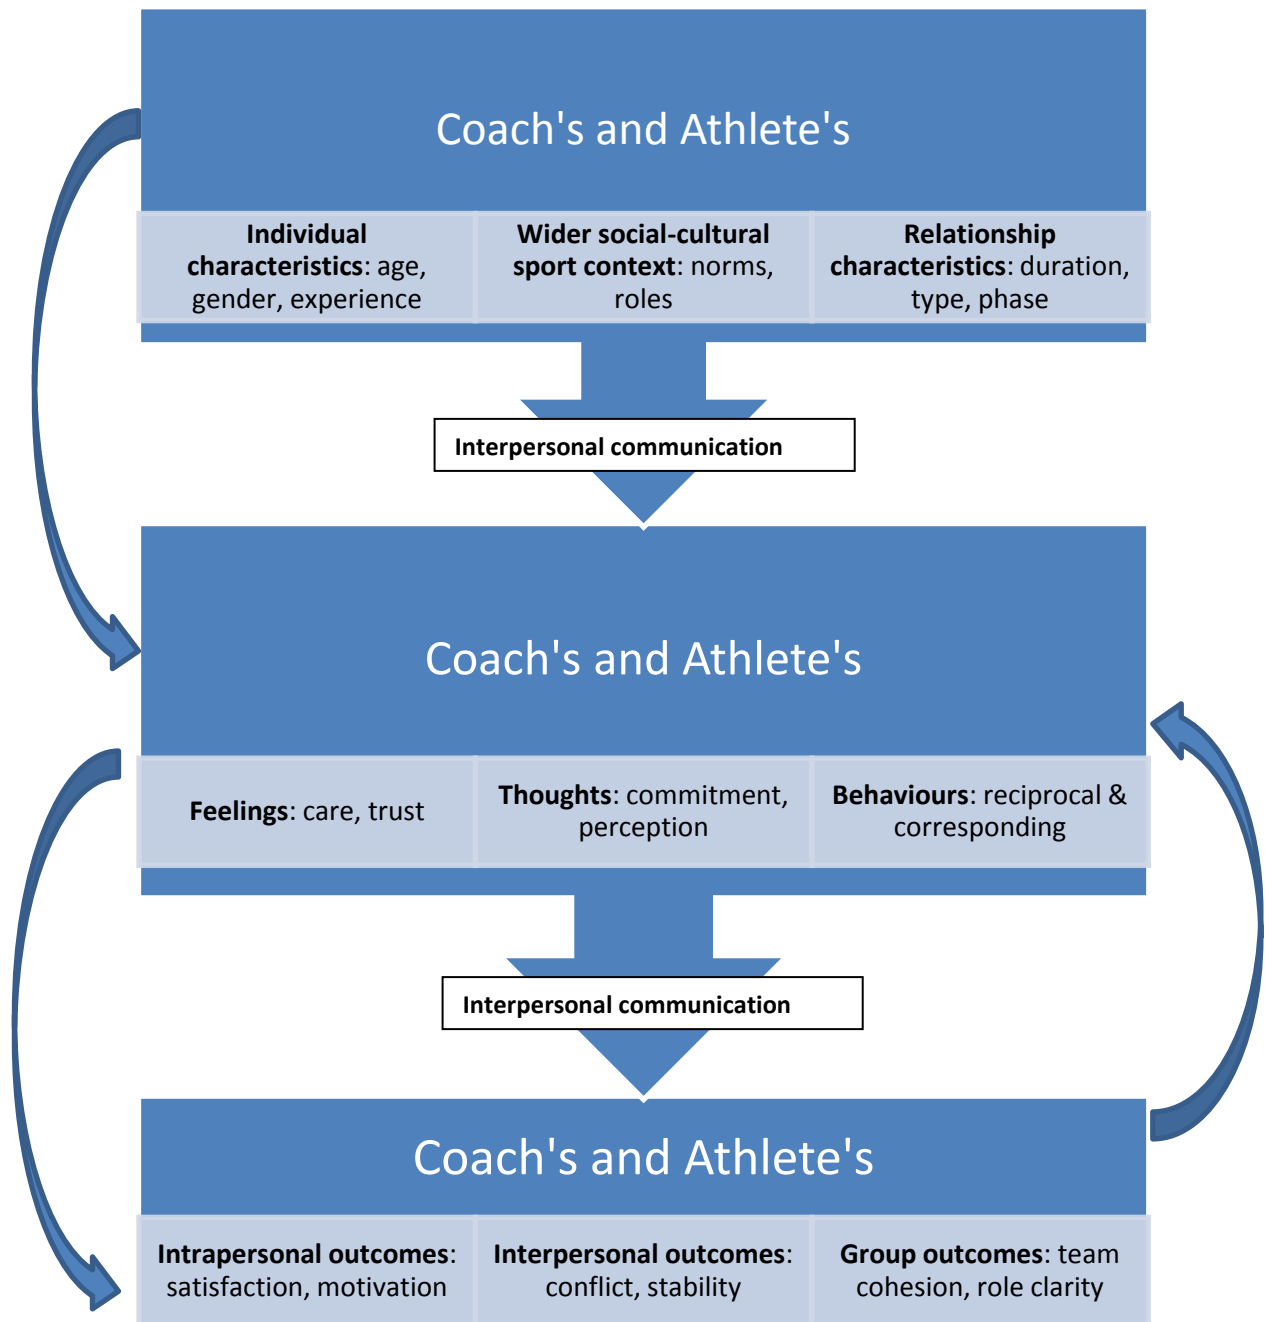 Coach's and Athlete's
Individual
characteristics: age,
gender, experience
Wider social-cultural
sport context: norms,
roles
Relationship
characteristics: duration,
type, phase
Interpersonal communication
Coach's and Athlete's
Feelings: care, trust
Thoughts: commitment,
perception
Behaviours: reciprocal &
corresponding
Interpersonal communication
Coach's and Athlete's
Intrapersonal outcomes:
satisfaction, motivation
Interpersonal outcomes:
conflict, stability
Group outcomes: team
cohesion, role clarity